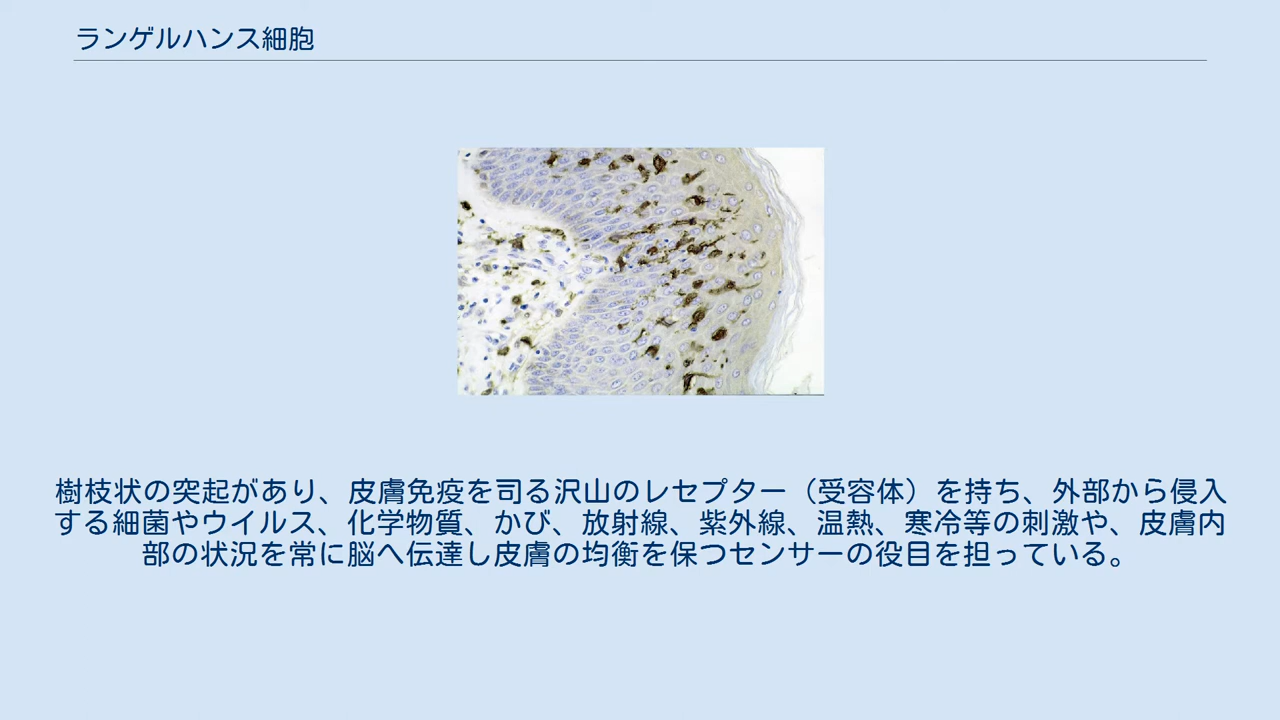 ランゲルハンス細胞
樹枝状の突起があり、皮膚免疫を司る沢山のレセプター（受容体）を持ち、外部から侵入
する細菌やウイルス、化学物質、かび、放射線、紫外線、温熱、寒冷等の刺激や、皮膚内
部の状況を常に脳へ伝達し皮膚の均衡を保つセンサーの役目を担っている。